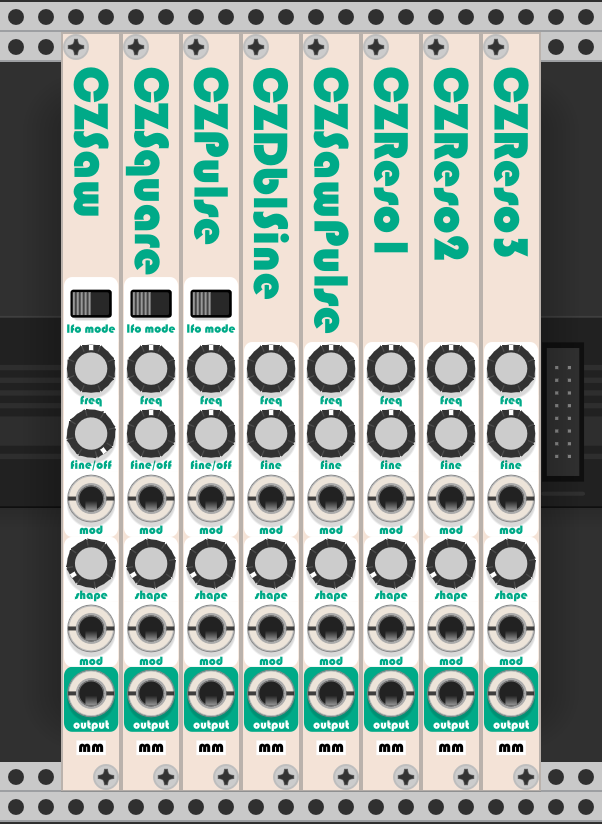 CZSaw
CZSquare
CZPulse
CZDblSine
CZSawPulse
CZReso1
CZReso2
CZReso3
lfo mode lfo mode lfo mode
freq freq freq freq freq freq freq freq
fine/off fine/off fine/off fine fine fine fine fine
mod mod mod mod mod mod mod mod
shape shape shape shape shape shape shape shape
mod mod mod mod mod mod mod mod
output output output output output output output output
mm mm mm mm mm mm mm mm